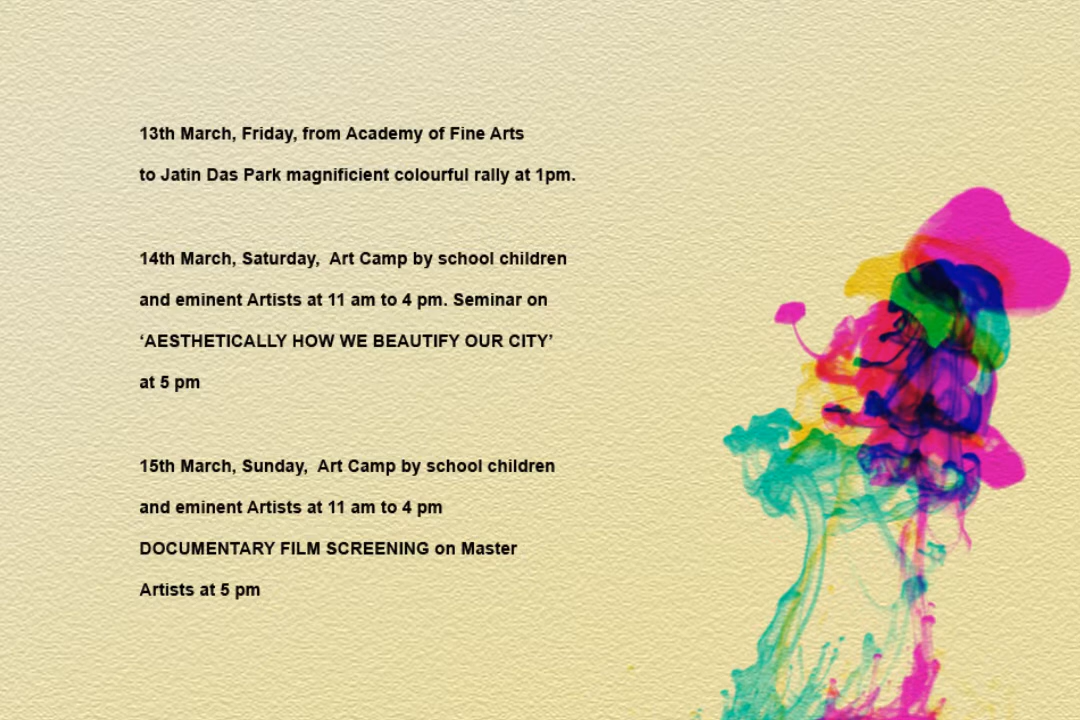 13th March, Friday, from Academy of Fine Arts
to Jatin Das Park magnificient colourful rally at 1pm.
14th March, Saturday,  Art Camp by school children
and eminent Artists at 11 am to 4 pm. Seminar on
‘AESTHETICALLY HOW WE BEAUTIFY OUR CITY’
at 5 pm
15th March, Sunday,  Art Camp by school children
and eminent Artists at 11 am to 4 pm
DOCUMENTARY FILM SCREENING on Master
Artists at 5 pm